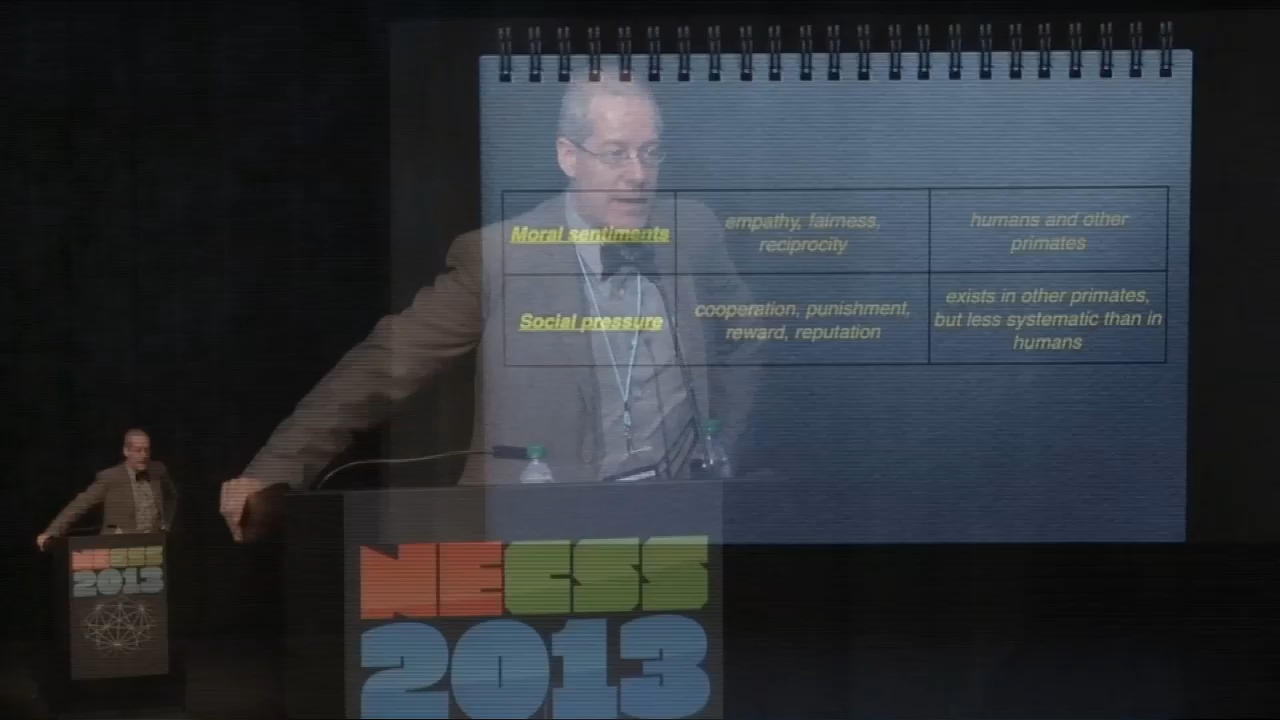 Moral sentiments
empathy, fairness,
reciprocity
humans and other
primates
Social pressure
cooperation, punishment,
reward, reputation
exists in other primates,
but less systematic than in
humans
NECSS
2013
NECSS
2013